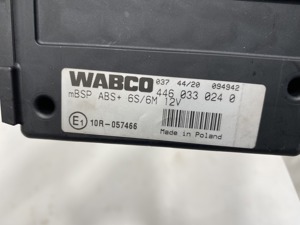 WABCO 037 44/20 094942
446 033 024 0
mBSP ABS+ 6S/6M 12V
E1 10R-057466
Made in Poland